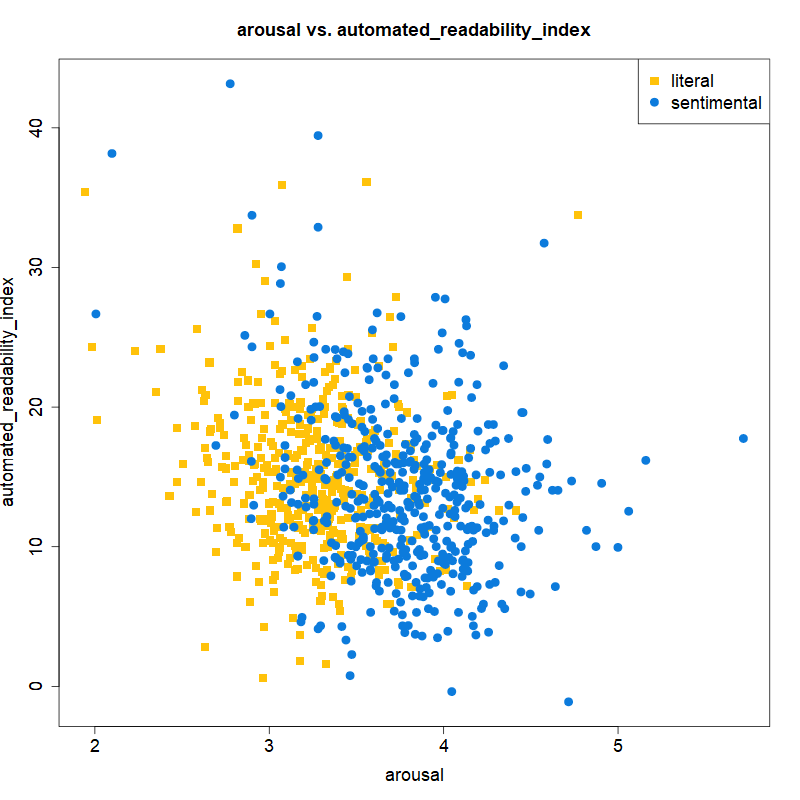 arousal vs. automated_readability_index
literal
sentimental
automated_readability_index
40
30
20
10
0
2 3 4 5
arousal